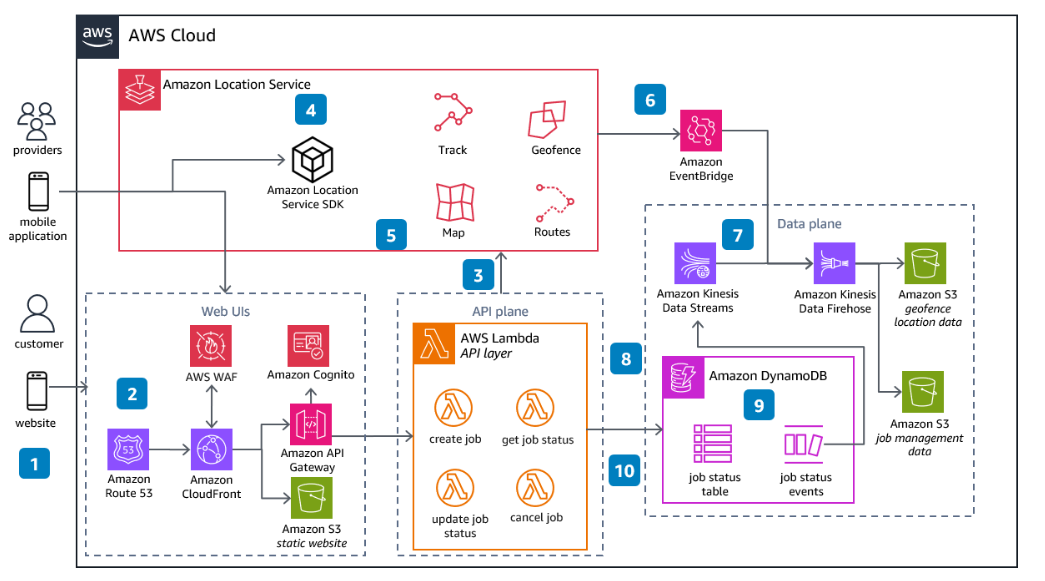 aws
AWS Cloud
Amazon Location Service
4
6
providers
Track
Geofence
Amazon
EventBridge
Amazon Location
Service SDK
mobile
application
Map
Routes
5
7
Data plane
3
Amazon Kinesis
Data Streams
Amazon Kinesis
Data Firehose
Amazon S3
geofence
location data
customer
Web UIs
API plane
AWS Lambda
API layer
8
AWS WAF
Amazon Cognito
Amazon DynamoDB
website
2
9
create job
get job status
Amazon S3
job management
data
1
53
Amazon
Route 53
Amazon
CloudFront
</>
Amazon API
Gateway
10
job status
table
job status
events
update job
status
cancel job
Amazon S3
static website